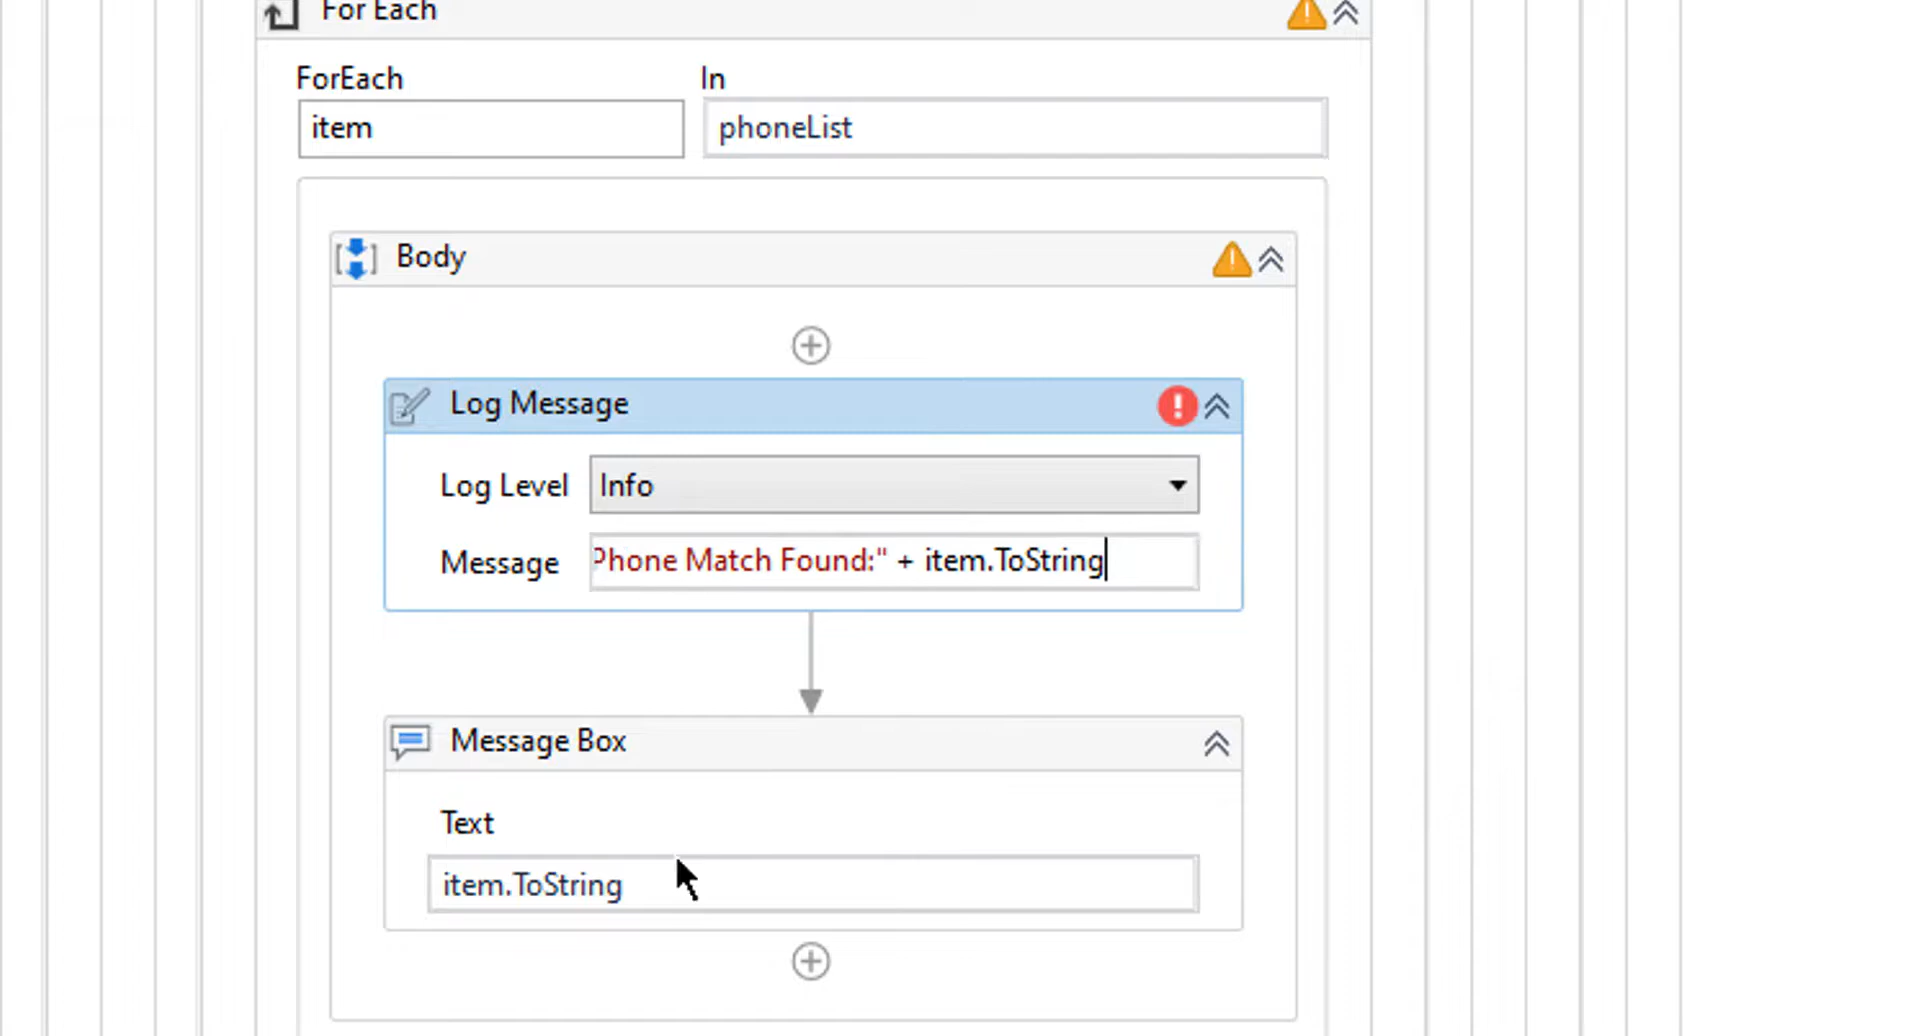 For Each
ForEach In
item phoneList
Body
Log Message
Log Level Info
Message Phone Match Found:" + item.ToString
Message Box
Text
item.ToString